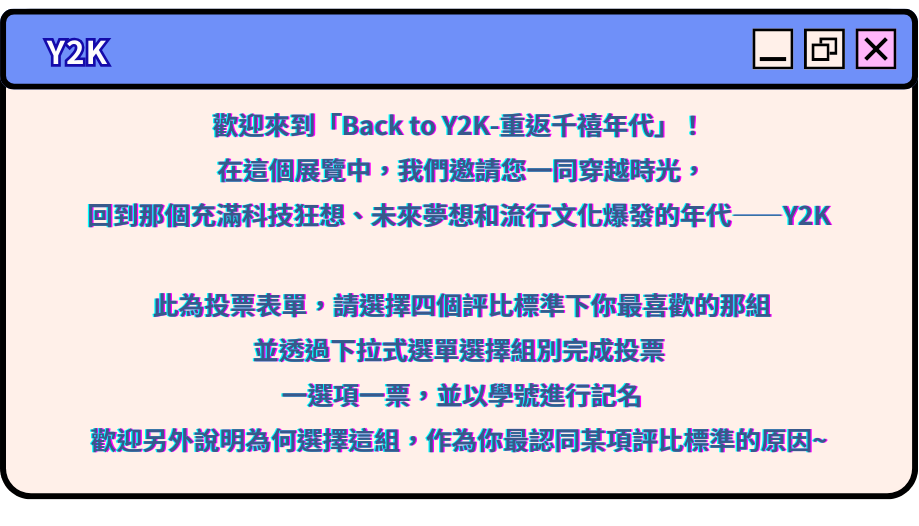 Y2K
歡迎來到「Back to Y2K-重返千禧年代」！
在這個展覽中，我們邀請您一同穿越時光，
回到那個充滿科技狂想、未來夢想和流行文化爆發的年代——Y2K
此為投票表單，請選擇四個評比標準下你最喜歡的那組
並透過下拉式選單選擇組別完成投票
一選項一票，並以學號進行記名
歡迎另外說明為何選擇這組，作為你最認同某項評比標準的原因~